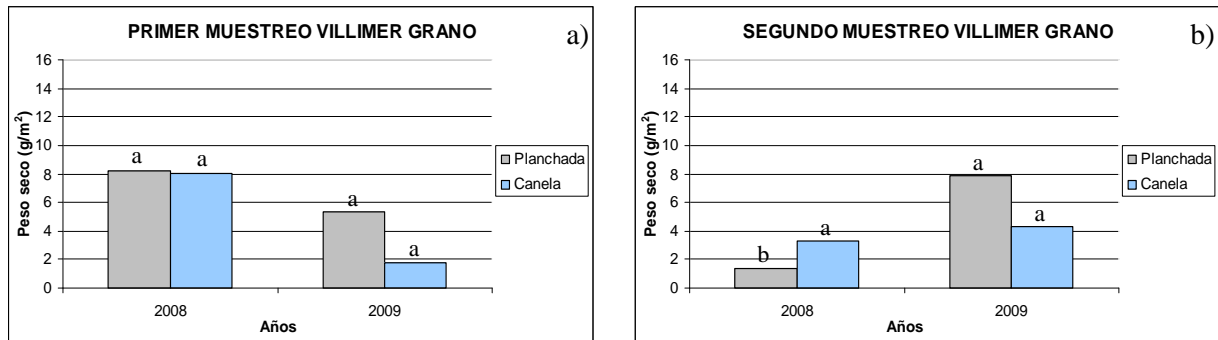 PRIMER MUESTREO VILLIMER GRANO
a)
Peso seco (g/m²)
16
14
12
10
8
6
4
2
0
a a
a
a
2008 2009
Años
Planchada
Canela
SEGUNDO MUESTREO VILLIMER GRANO
b)
Peso seco (g/m²)
16
14
12
10
8
6
4
2
0
b
a
a
a
2008 2009
Años
Planchada
Canela